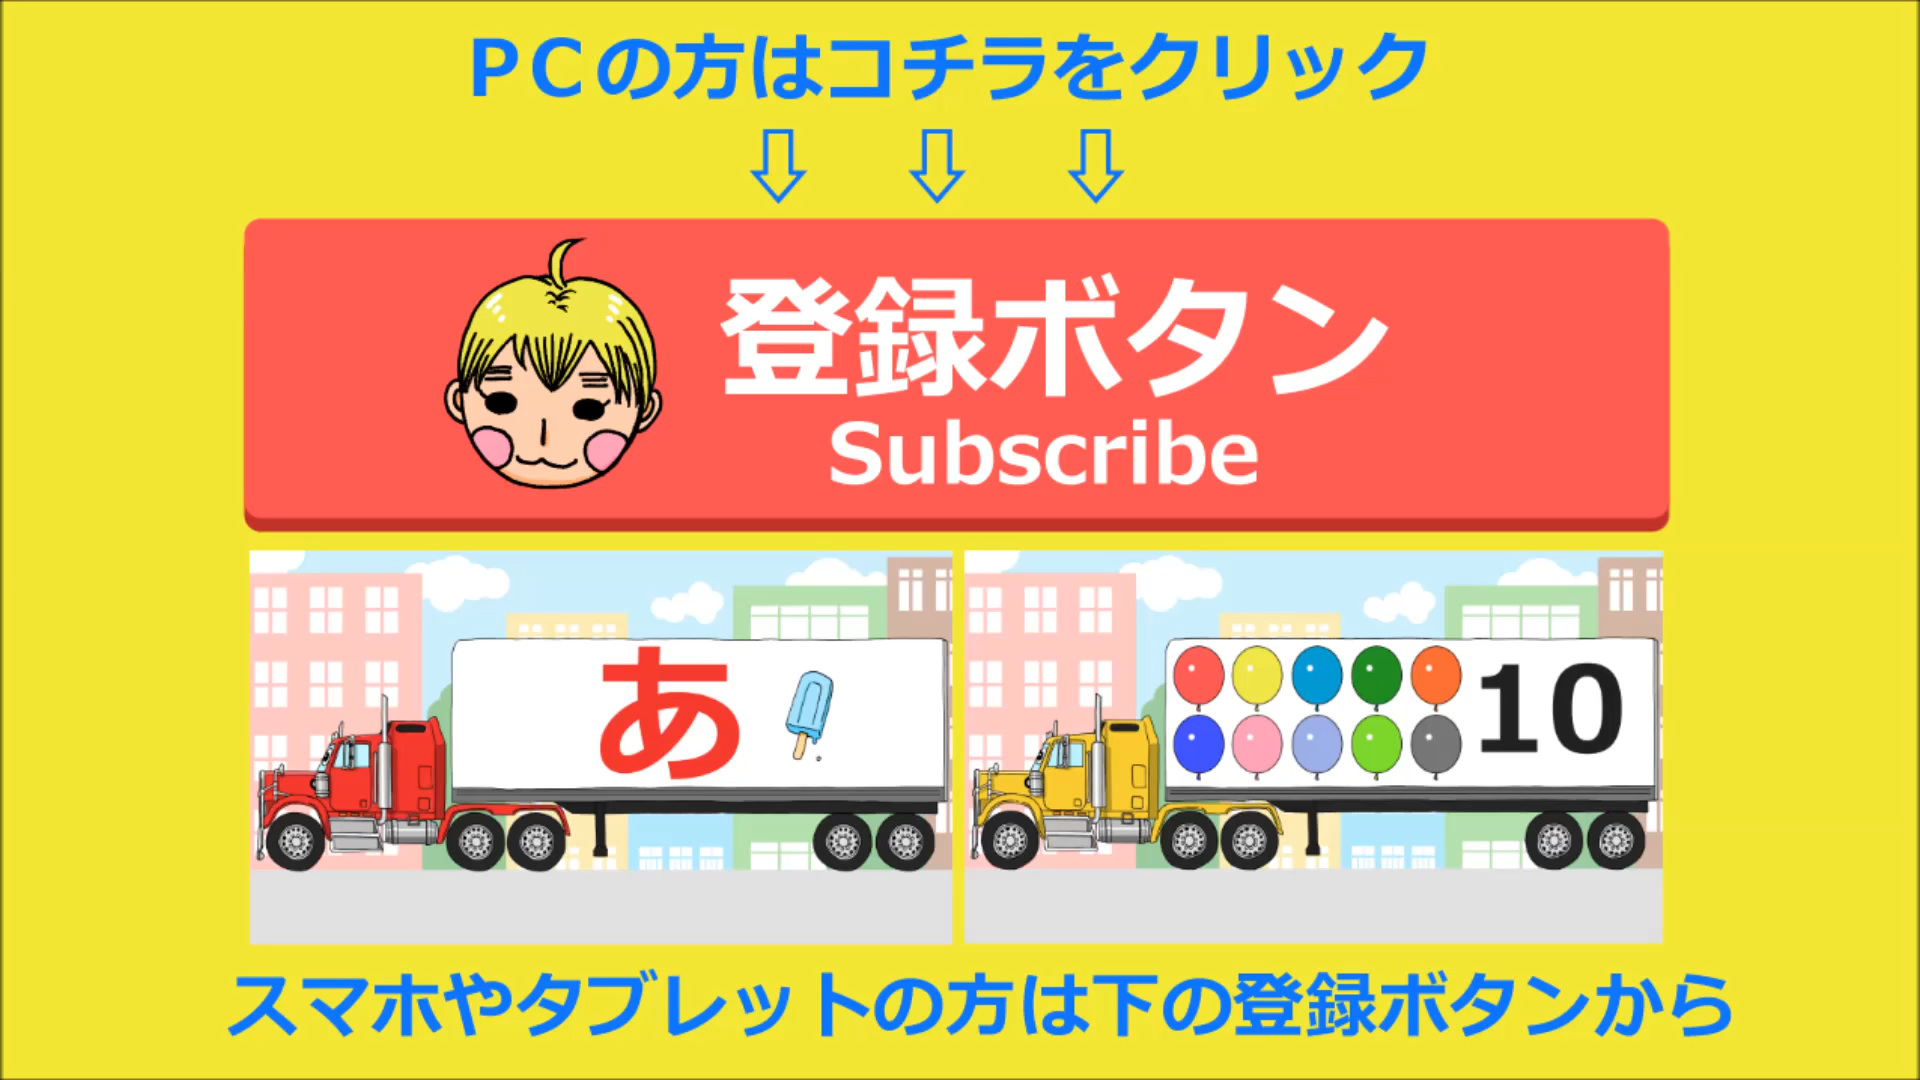 PCの方はコチラをクリック
登録ボタン
Subscribe
あ
10
スマホやタブレットの方は下の登録ボタンから